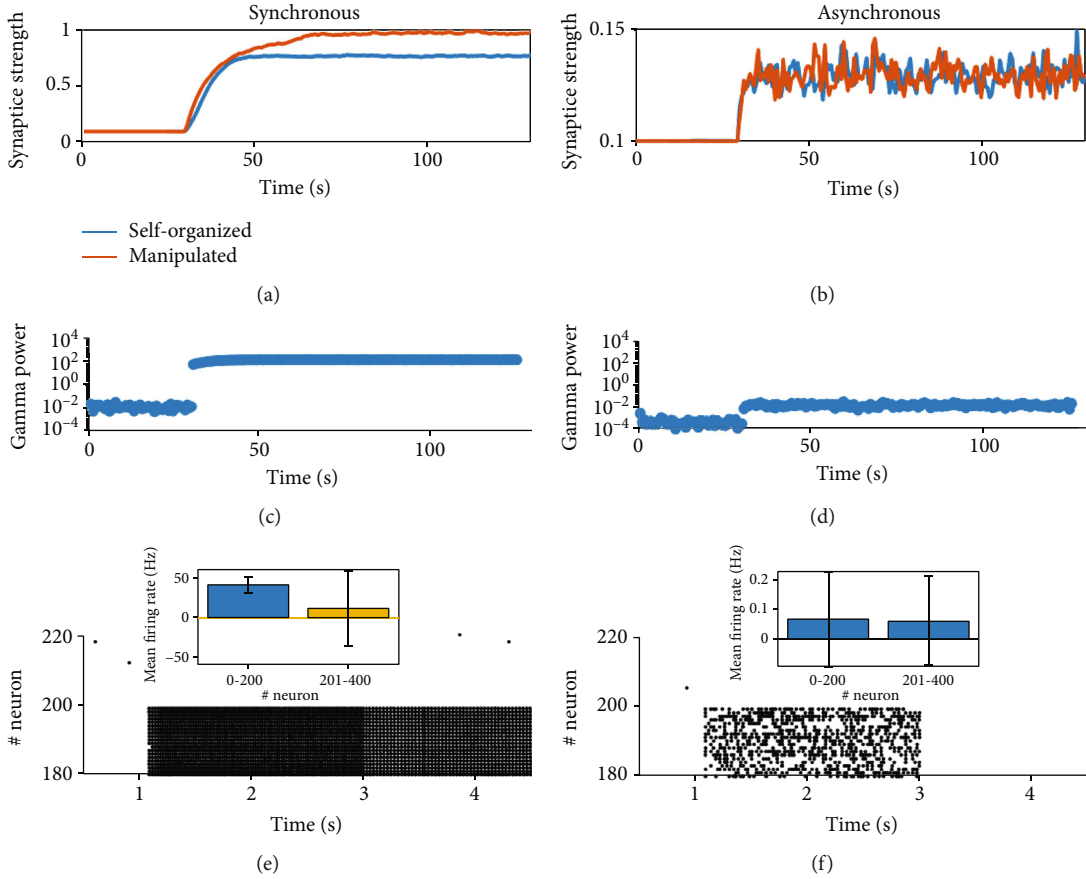 Synchronous
Synaptice strength
1
0.5
0
0 50 100
Time (s)
Self-organized
Manipulated
(a)
Asynchronous
Synaptice strength
0.15
0.1
0 50 100
Time (s)
(b)
Gamma power
10^4
10^2
10^0
10^-2
10^-4
0 50 100
Time (s)
(c)
Gamma power
10^4
10^2
10^0
10^-2
10^-4
0 50 100
Time (s)
(d)
Mean firing rate (Hz)
50
0
−50
0-200 201-400
# neuron
# neuron
220
200
180
1 2 3 4
Time (s)
(e)
Mean firing rate (Hz)
0.2
0.1
0
0-200 201-400
# neuron
# neuron
220
200
180
1 2 3 4
Time (s)
(f)